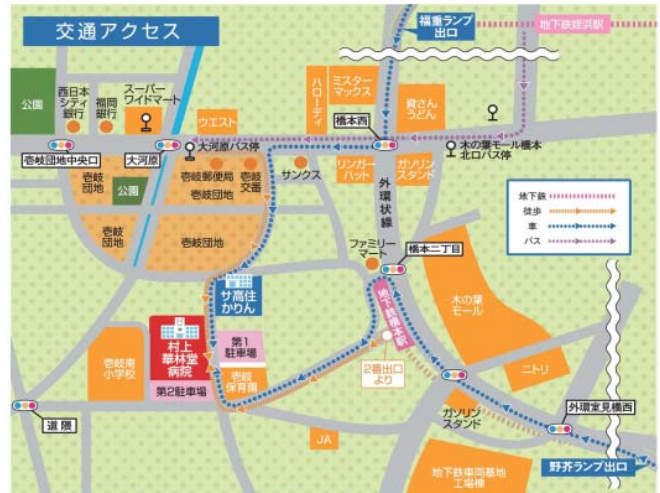 交通アクセス
福重ランプ
出口
地下鉄姪浜駅
公園
西日本
シティ
銀行
福岡
銀行
スーパー
ワイドマート
ウエスト
ハローデイ
ミスター
マックス
資さん
うどん
橋本西
壱岐団地中央口
大河原
大河原バス停
木の葉モール橋本
北口バス停
壱岐
団地
公園
壱岐郵便局
壱岐
交番
サンクス
リンガー
ハット
ガソリン
スタンド
外環状線
地下鉄
徒歩
車
バス
壱岐
団地
壱岐団地
ファミリー
マート
橋本二丁目
サ高住
かりん
木の葉
モール
地下鉄橋本駅
村上
華林堂
病院
第1
駐車場
壱岐南
小学校
第2駐車場
壱岐
保育園
2番出口
より
ニトリ
道隈
ガソリン
スタンド
外環室見橋西
JA
地下鉄車両基地
工場棟
野芥ランプ出口